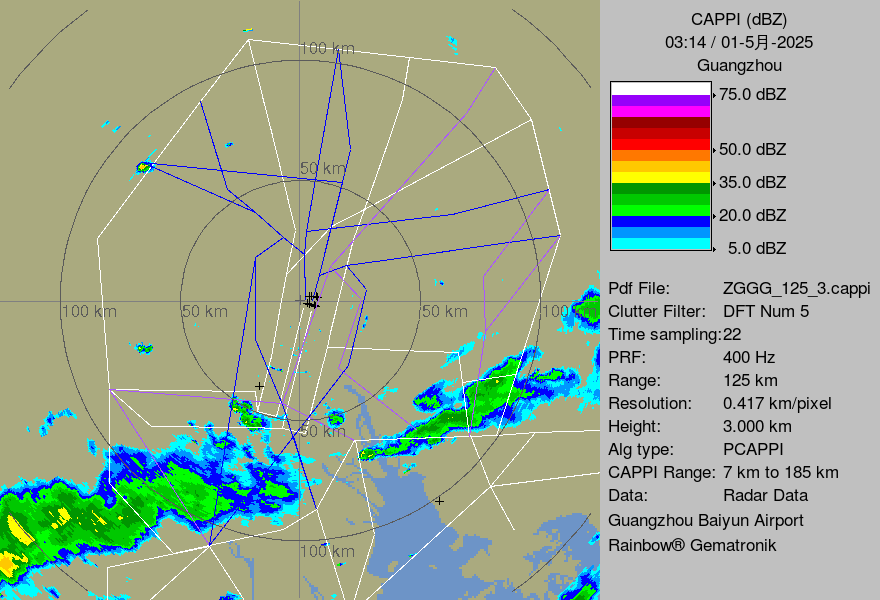 100 km
50 km
100 km
50 km
50 km
100 km
50 km
100 km
CAPPI (dBZ)
03:14 / 01-5月-2025
Guangzhou
75.0 dBZ
50.0 dBZ
35.0 dBZ
20.0 dBZ
5.0 dBZ
Pdf File: ZGGG_125_3.cappi
Clutter Filter: DFT Num 5
Time sampling:22
PRF: 400 Hz
Range: 125 km
Resolution: 0.417 km/pixel
Height: 3.000 km
Alg type: PCAPPI
CAPPI Range: 7 km to 185 km
Data: Radar Data
Guangzhou Baiyun Airport
Rainbow® Gematronik